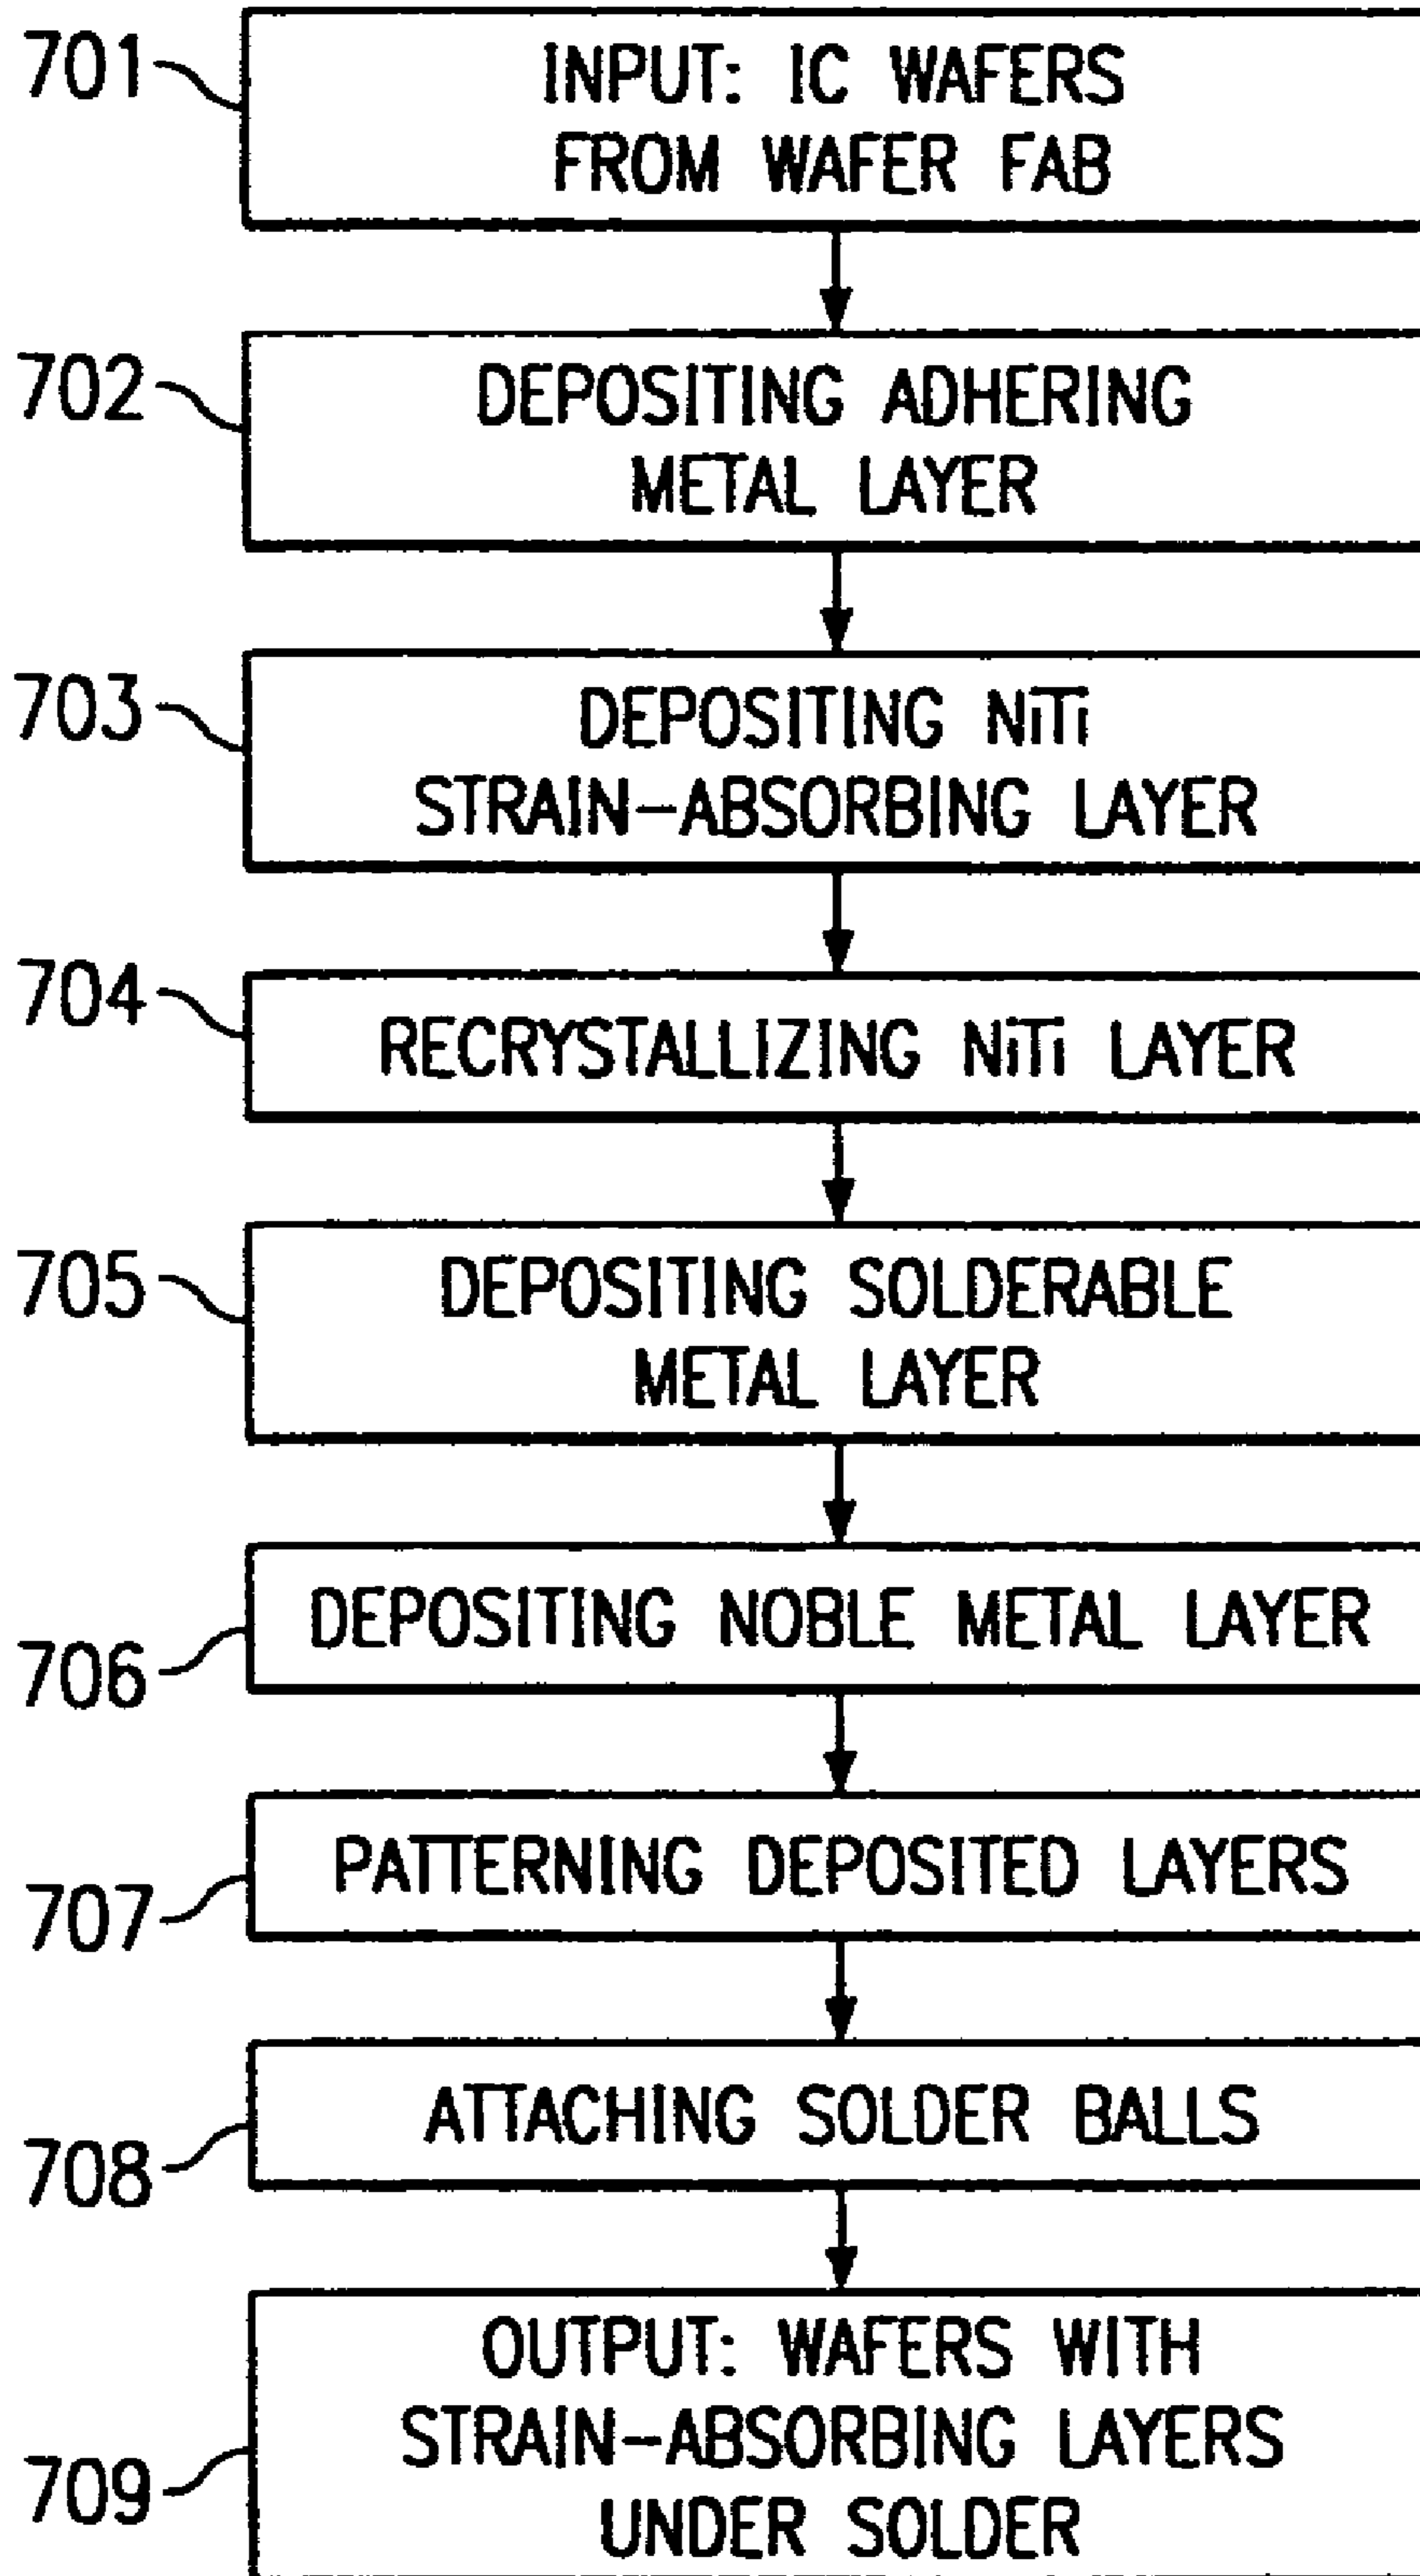 701
INPUT: IC WAFERS
FROM WAFER FAB
702
DEPOSITING ADHERING
METAL LAYER
703
DEPOSITING NiTi
STRAIN-ABSORBING LAYER
704
RECRYSTALLIZING NiTi LAYER
705
DEPOSITING SOLDERABLE
METAL LAYER
706
DEPOSITING NOBLE METAL LAYER
707
PATTERNING DEPOSITED LAYERS
708
ATTACHING SOLDER BALLS
709
OUTPUT: WAFERS WITH
STRAIN-ABSORBING LAYERS
UNDER SOLDER